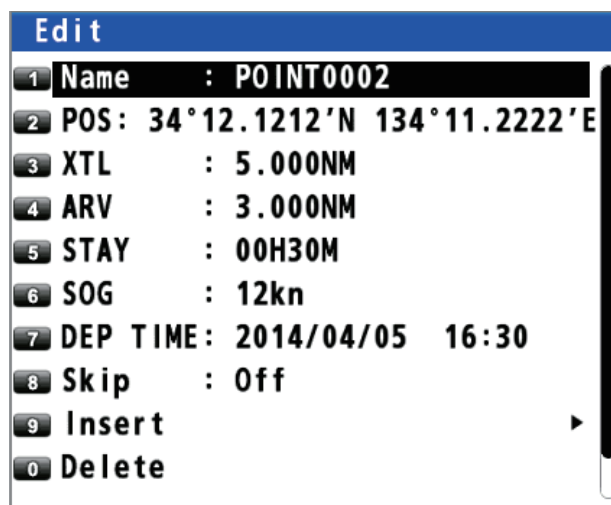 Edit
1 Name : POINT0002
2 POS: 34°12.1212'N 134°11.2222'E
3 XTL : 5.000NM
4 ARV : 3.000NM
5 STAY : 00H30M
6 SOG : 12kn
7 DEP TIME: 2014/04/05 16:30
8 Skip : Off
9 Insert ▶
0 Delete